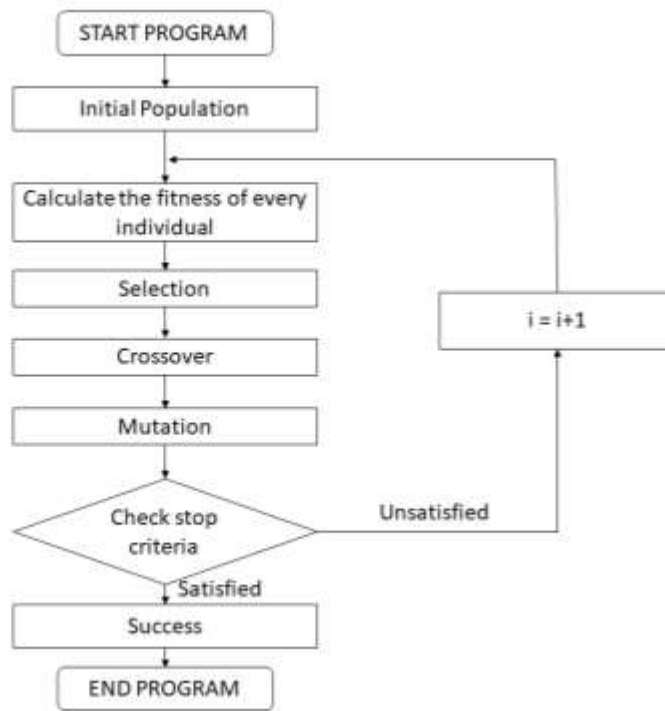 START PROGRAM
Initial Population
Calculate the fitness of every
individual
Selection
i = i+1
Crossover
Mutation
Check stop
criteria
Unsatisfied
Satisfied
Success
END PROGRAM